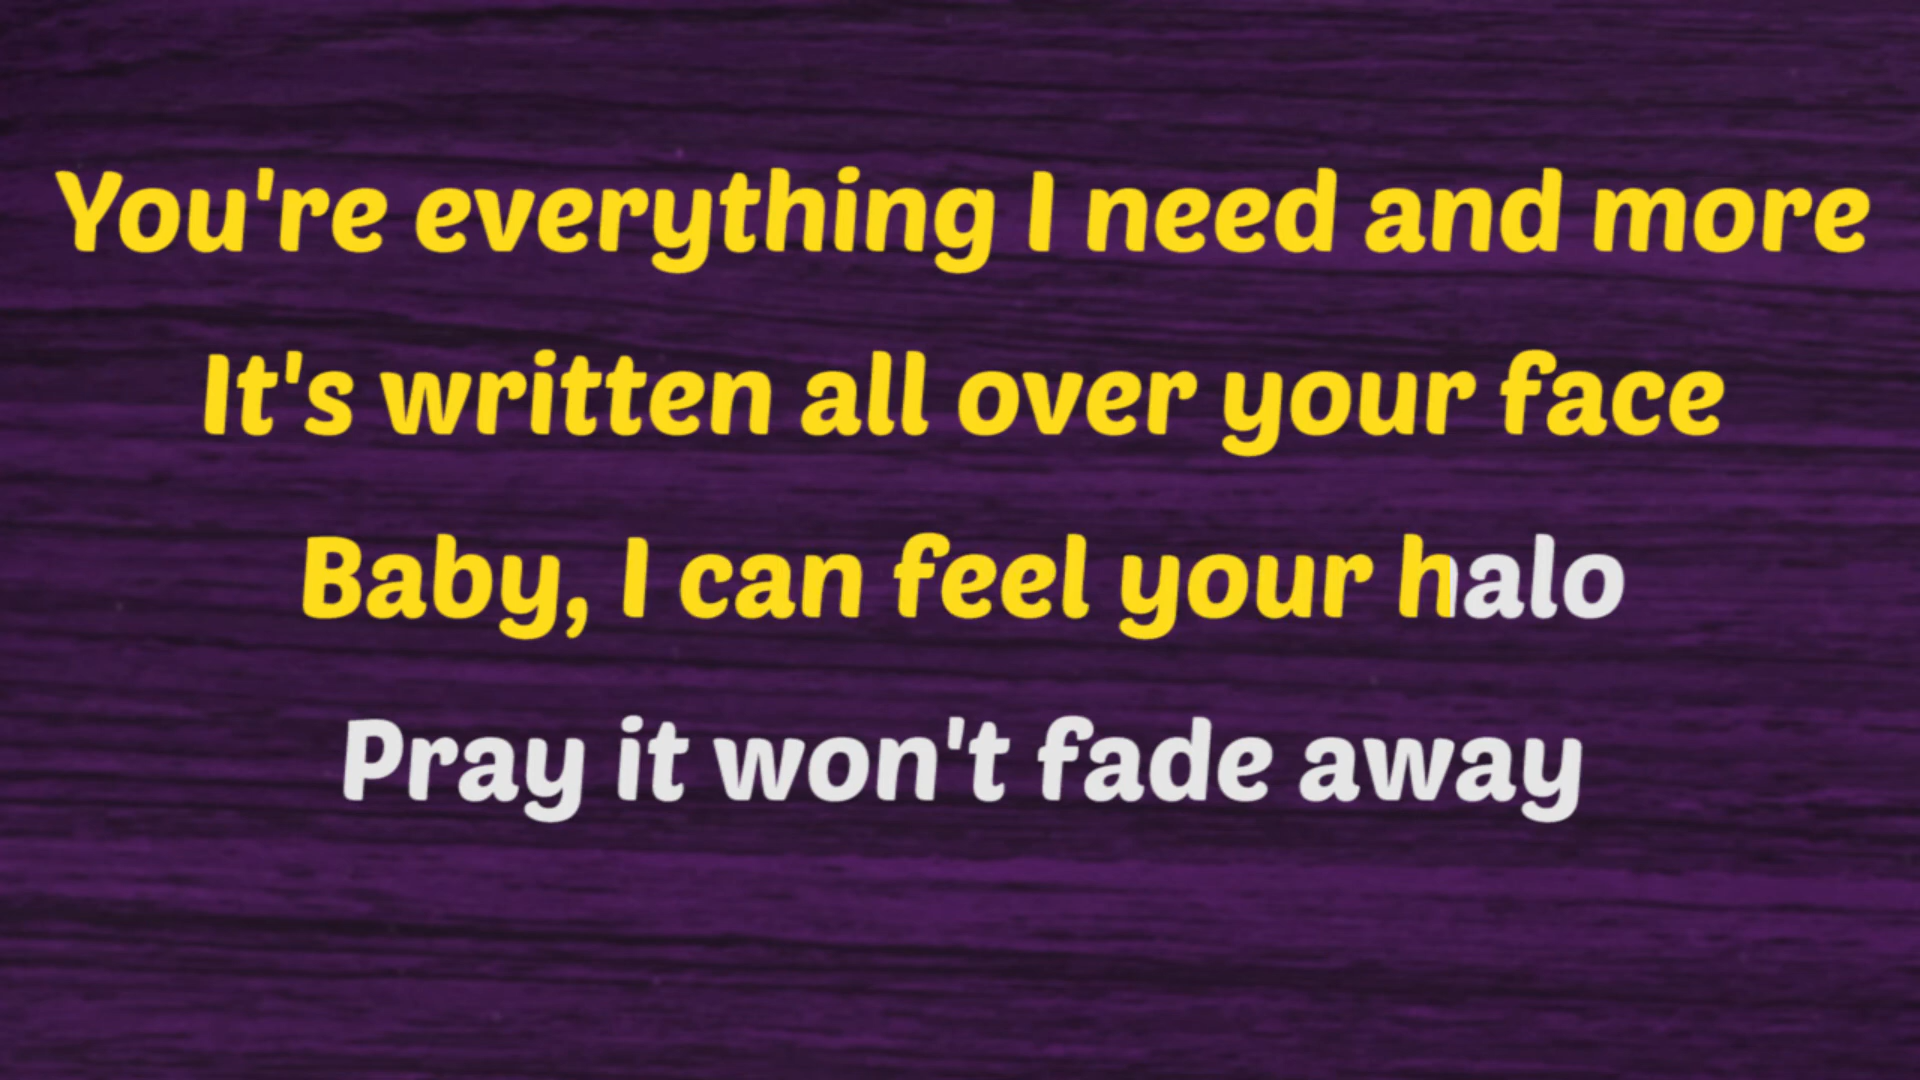 You're everything I need and more
It's written all over your face
Baby, I can feel your halo
Pray it won't fade away